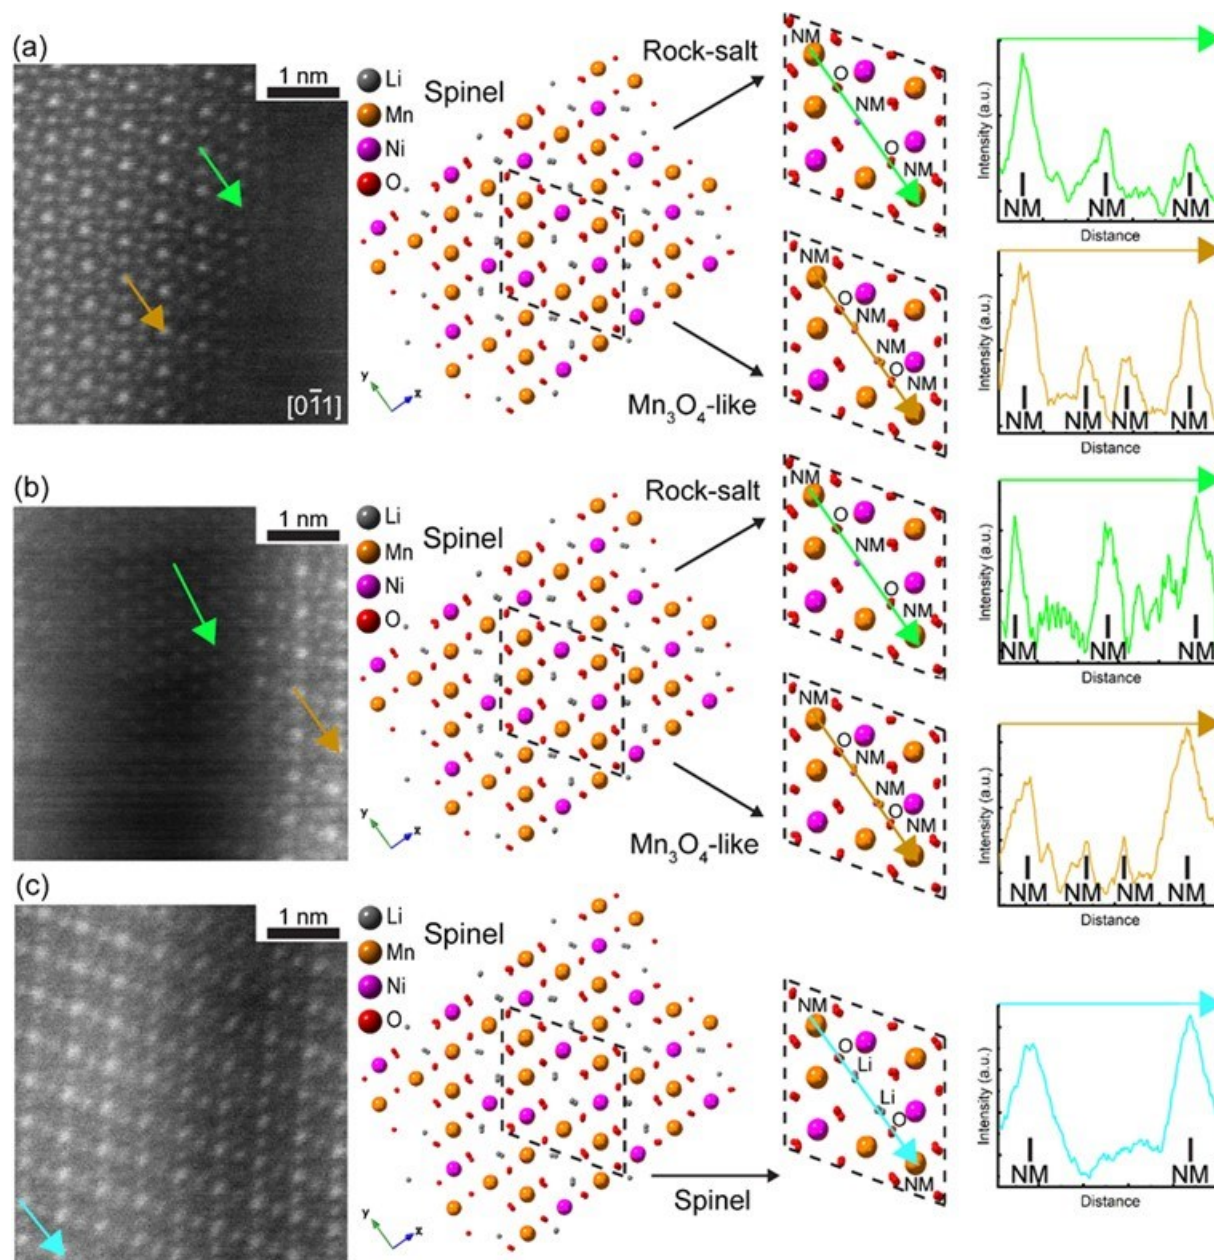 (a)
1 nm
[01̄1]
Li
Mn
Ni
O
Spinel
y
x
Rock-salt
Mn₃O₄-like
NM
O
NM
O
NM
NM
O
NM
NM
O
NM
Intensity (a.u.)
NM NM NM
Distance
Intensity (a.u.)
NM NM NM NM
Distance
(b)
1 nm
Li
Mn
Ni
O
Spinel
y
x
Rock-salt
Mn₃O₄-like
NM
O
NM
O
NM
NM
O
NM
NM
O
NM
Intensity (a.u.)
NM NM NM
Distance
Intensity (a.u.)
NM NM NM NM
Distance
(c)
1 nm
Li
Mn
Ni
O
Spinel
y
x
Spinel
NM
O
Li
Li
O
NM
Intensity (a.u.)
NM NM
Distance